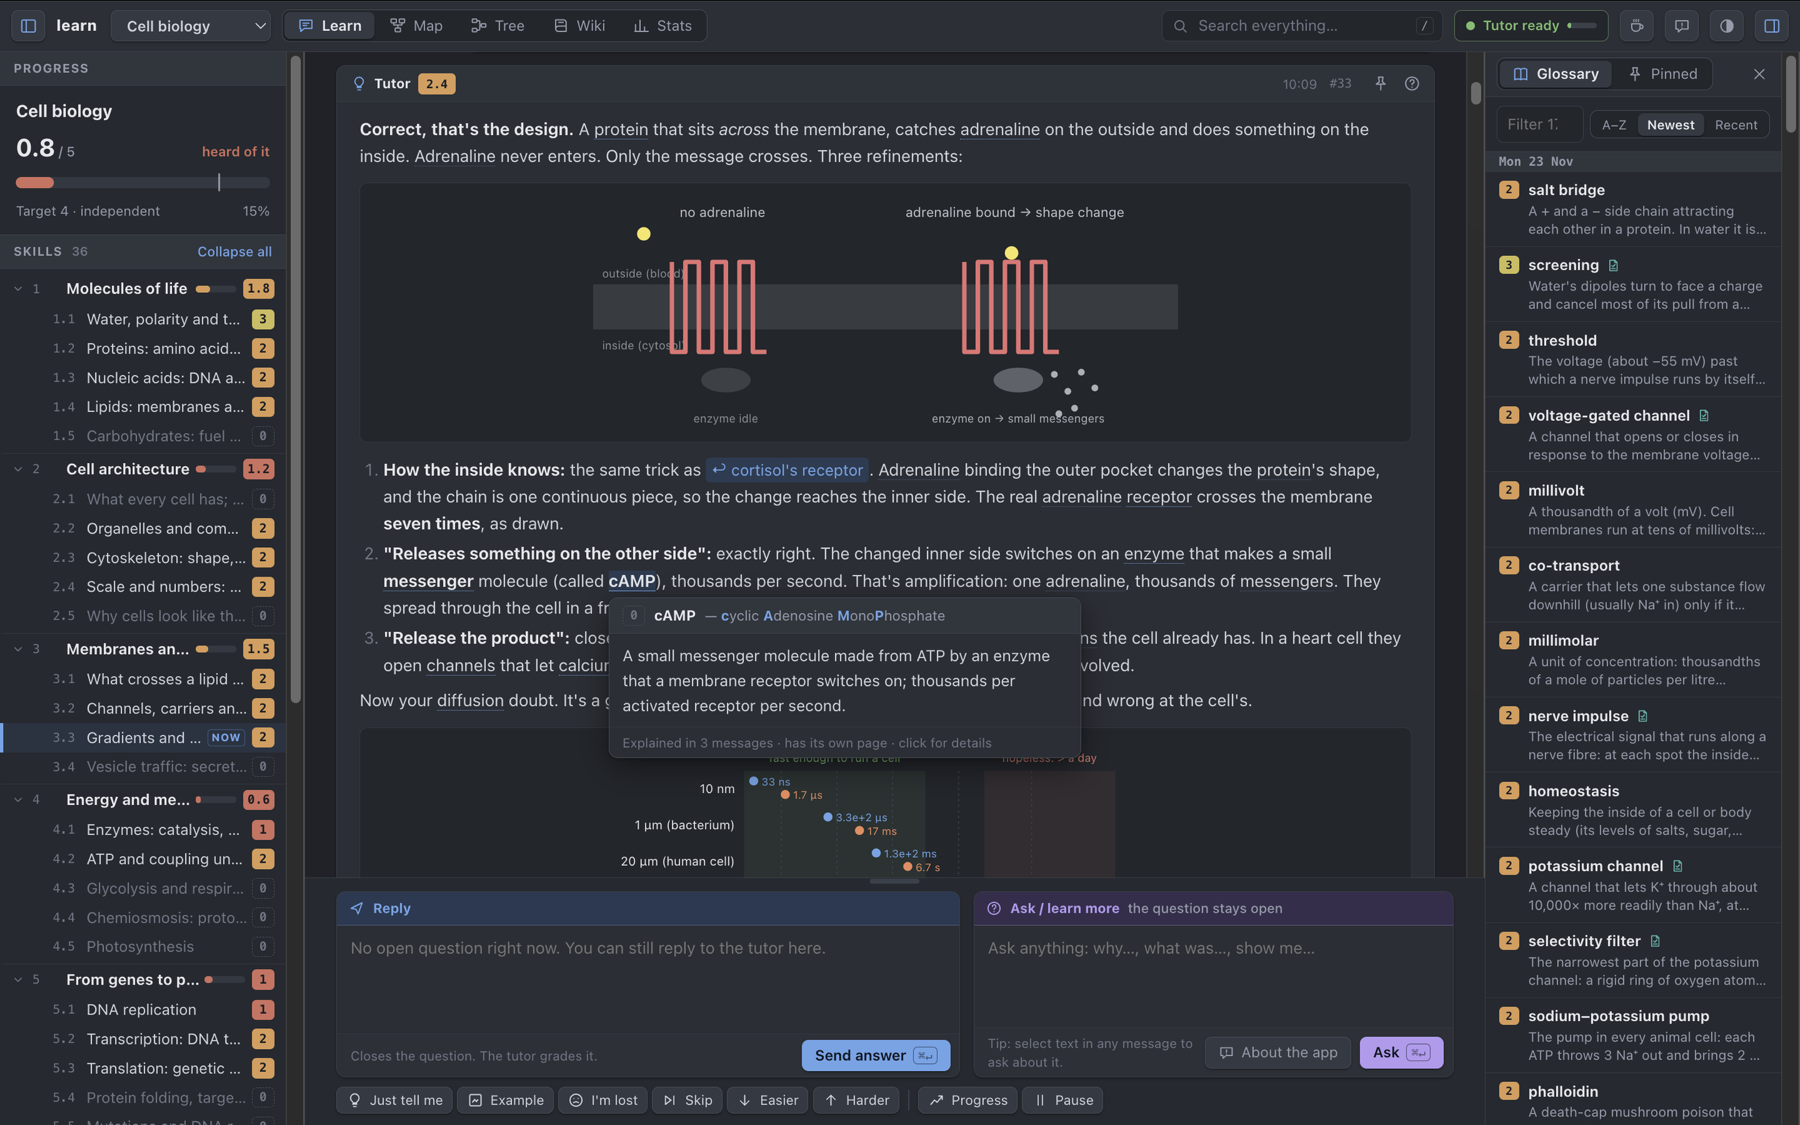 learn
Cell biology
Learn
Map
Tree
Wiki
Stats
Search everything...
/
Tutor ready
PROGRESS
Cell biology
0.8 / 5
heard of it
Target 4 · independent
15%
SKILLS 36
Collapse all
1 Molecules of life 1.8
1.1 Water, polarity and t... 3
1.2 Proteins: amino acid... 2
1.3 Nucleic acids: DNA a... 2
1.4 Lipids: membranes a... 2
1.5 Carbohydrates: fuel ... 0
2 Cell architecture 1.2
2.1 What every cell has; ... 0
2.2 Organelles and com... 2
2.3 Cytoskeleton: shape,... 2
2.4 Scale and numbers: ... 2
2.5 Why cells look like th... 0
3 Membranes an... 1.5
3.1 What crosses a lipid ... 2
3.2 Channels, carriers an... 2
3.3 Gradients and ... NOW 2
3.4 Vesicle traffic: secret... 0
4 Energy and me... 0.6
4.1 Enzymes: catalysis, ... 1
4.2 ATP and coupling un... 2
4.3 Glycolysis and respir... 0
4.4 Chemiosmosis: proto... 0
4.5 Photosynthesis 0
5 From genes to p... 1
5.1 DNA replication 1
5.2 Transcription: DNA t... 2
5.3 Translation: genetic ... 2
5.4 Protein folding, targe... 0
Tutor 2.4
10:09 #33
Correct, that's the design. A protein that sits across the membrane, catches adrenaline on the outside and does something on the
inside. Adrenaline never enters. Only the message crosses. Three refinements:
no adrenaline
adrenaline bound → shape change
outside (blood)
inside (cytosol)
enzyme idle
enzyme on → small messengers
1. How the inside knows: the same trick as ↩ cortisol's receptor . Adrenaline binding the outer pocket changes the protein's shape,
and the chain is one continuous piece, so the change reaches the inner side. The real adrenaline receptor crosses the membrane
seven times, as drawn.
2. "Releases something on the other side": exactly right. The changed inner side switches on an enzyme that makes a small
messenger molecule (called cAMP), thousands per second. That's amplification: one adrenaline, thousands of messengers. They
spread through the cell in a fr
3. "Release the product": close
ns the cell already has. In a heart cell they
open channels that let calciur
volved.
Now your diffusion doubt. It's a g
nd wrong at the cell's.
0 cAMP — cyclic Adenosine MonoPhosphate
A small messenger molecule made from ATP by an enzyme
that a membrane receptor switches on; thousands per
activated receptor per second.
Explained in 3 messages · has its own page · click for details
fast enough to run a cell
hopeless: > a day
10 nm
33 ns
1.7 µs
1 µm (bacterium)
3.3e+2 µs
17 ms
20 µm (human cell)
1.3e+2 ms
6.7 s
Reply
No open question right now. You can still reply to the tutor here.
Closes the question. The tutor grades it.
Send answer ⌘↵
Ask / learn more the question stays open
Ask anything: why..., what was..., show me...
Tip: select text in any message to
ask about it.
About the app
Ask ⌘↵
Just tell me
Example
I'm lost
Skip
Easier
Harder
Progress
Pause
Glossary
Pinned
A–Z
Newest
Recent
Mon 23 Nov
2 salt bridge
A + and a − side chain attracting
each other in a protein. In water it is...
3 screening
Water's dipoles turn to face a charge
and cancel most of its pull from a...
2 threshold
The voltage (about −55 mV) past
which a nerve impulse runs by itself...
2 voltage-gated channel
A channel that opens or closes in
response to the membrane voltage...
2 millivolt
A thousandth of a volt (mV). Cell
membranes run at tens of millivolts:...
2 co-transport
A carrier that lets one substance flow
downhill (usually Na⁺ in) only if it...
2 millimolar
A unit of concentration: thousandths
of a mole of particles per litre...
2 nerve impulse
The electrical signal that runs along a
nerve fibre: at each spot the inside...
2 homeostasis
Keeping the inside of a cell or body
steady (its levels of salts, sugar,...
2 potassium channel
A channel that lets K⁺ through about
10,000× more readily than Na⁺, at...
2 selectivity filter
The narrowest part of the potassium
channel: a rigid ring of oxygen atom...
2 sodium–potassium pump
The pump in every animal cell: each
ATP throws 3 Na⁺ out and brings 2 ...
2 phalloidin
A death-cap mushroom poison that